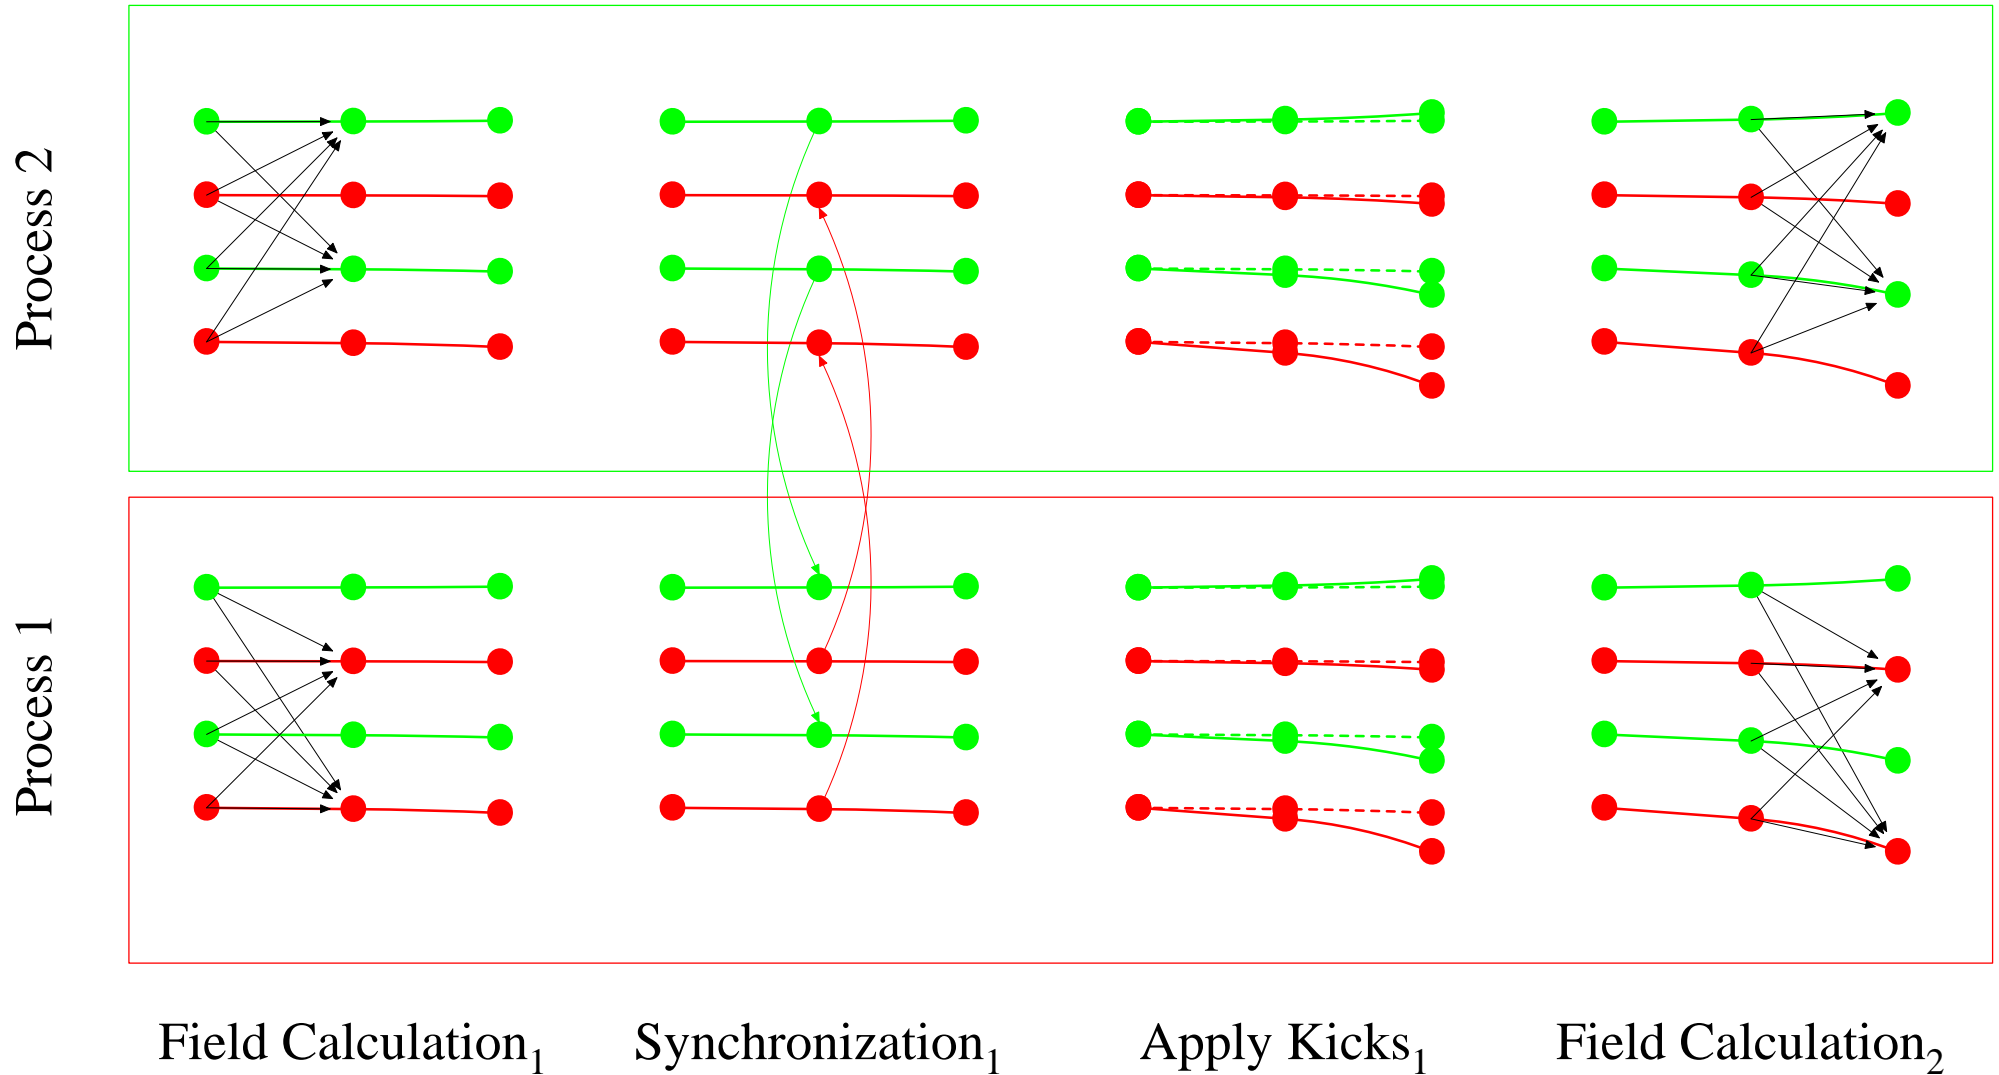 Process 2
Process 1
Field Calculation₁
Synchronization₁
Apply Kicks₁
Field Calculation₂